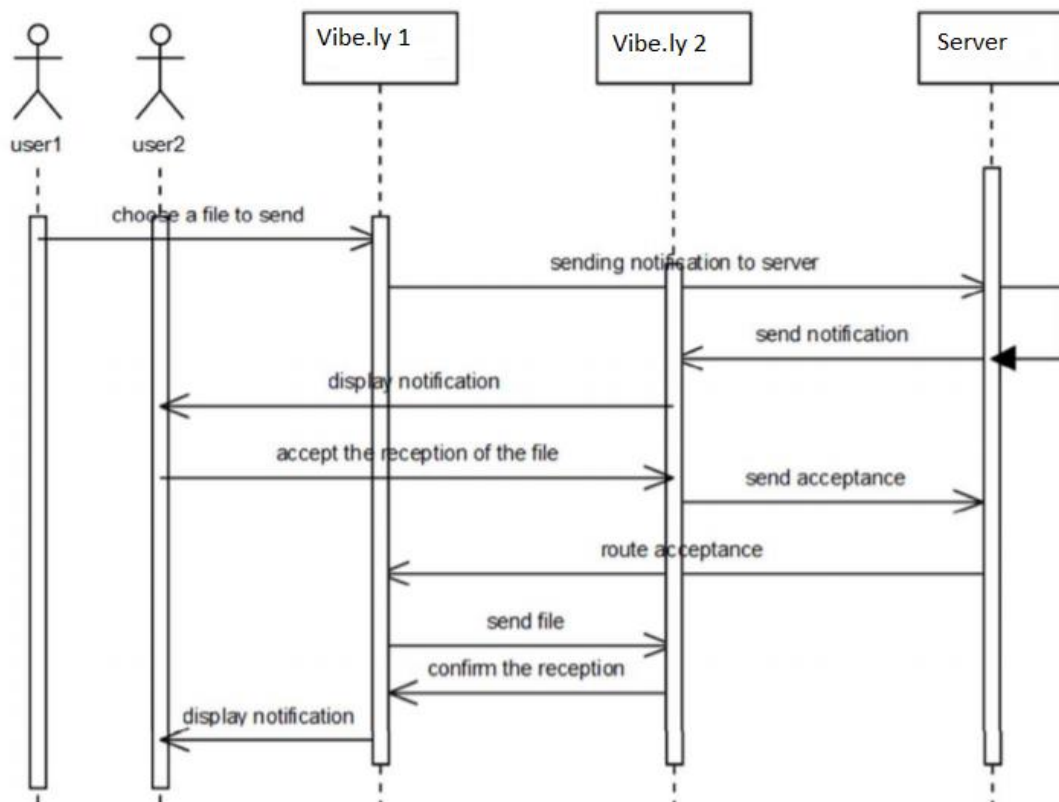 Vibe.ly 1
Vibe.ly 2
Server
user1
user2
choose a file to send
sending notification to server
send notification
display notification
accept the reception of the file
send acceptance
route acceptance
send file
confirm the reception
display notification